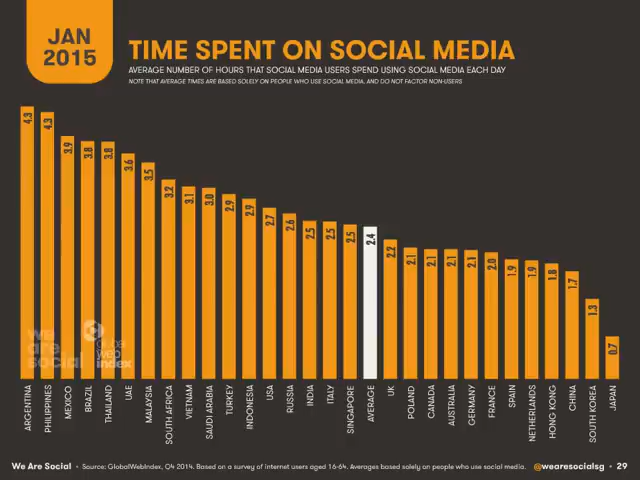 JAN
2015
TIME SPENT ON SOCIAL MEDIA
AVERAGE NUMBER OF HOURS THAT SOCIAL MEDIA USERS SPEND USING SOCIAL MEDIA EACH DAY
NOTE THAT AVERAGE TIMES ARE BASED SOLELY ON PEOPLE WHO USE SOCIAL MEDIA, AND DO NOT FACTOR NON-USERS
4.3
4.3
3.9
3.8
3.8
3.6
3.5
3.2
3.1
3.0
2.9
2.9
2.7
2.6
2.5
2.5
2.5
2.4
2.2
2.1
2.1
2.1
2.1
2.0
1.9
1.9
1.8
1.7
1.3
0.7
we
are
social
global
web
index
ARGENTINA
PHILIPPINES
MEXICO
BRAZIL
THAILAND
UAE
MALAYSIA
SOUTH AFRICA
VIETNAM
SAUDI ARABIA
TURKEY
INDONESIA
USA
RUSSIA
INDIA
ITALY
SINGAPORE
AVERAGE
UK
POLAND
CANADA
AUSTRALIA
GERMANY
FRANCE
SPAIN
NETHERLANDS
HONG KONG
CHINA
SOUTH KOREA
JAPAN
We Are Social • Source: GlobalWebIndex, Q4 2014. Based on a survey of internet users aged 16-64. Averages based solely on people who use social media. @wearesocialsg • 29